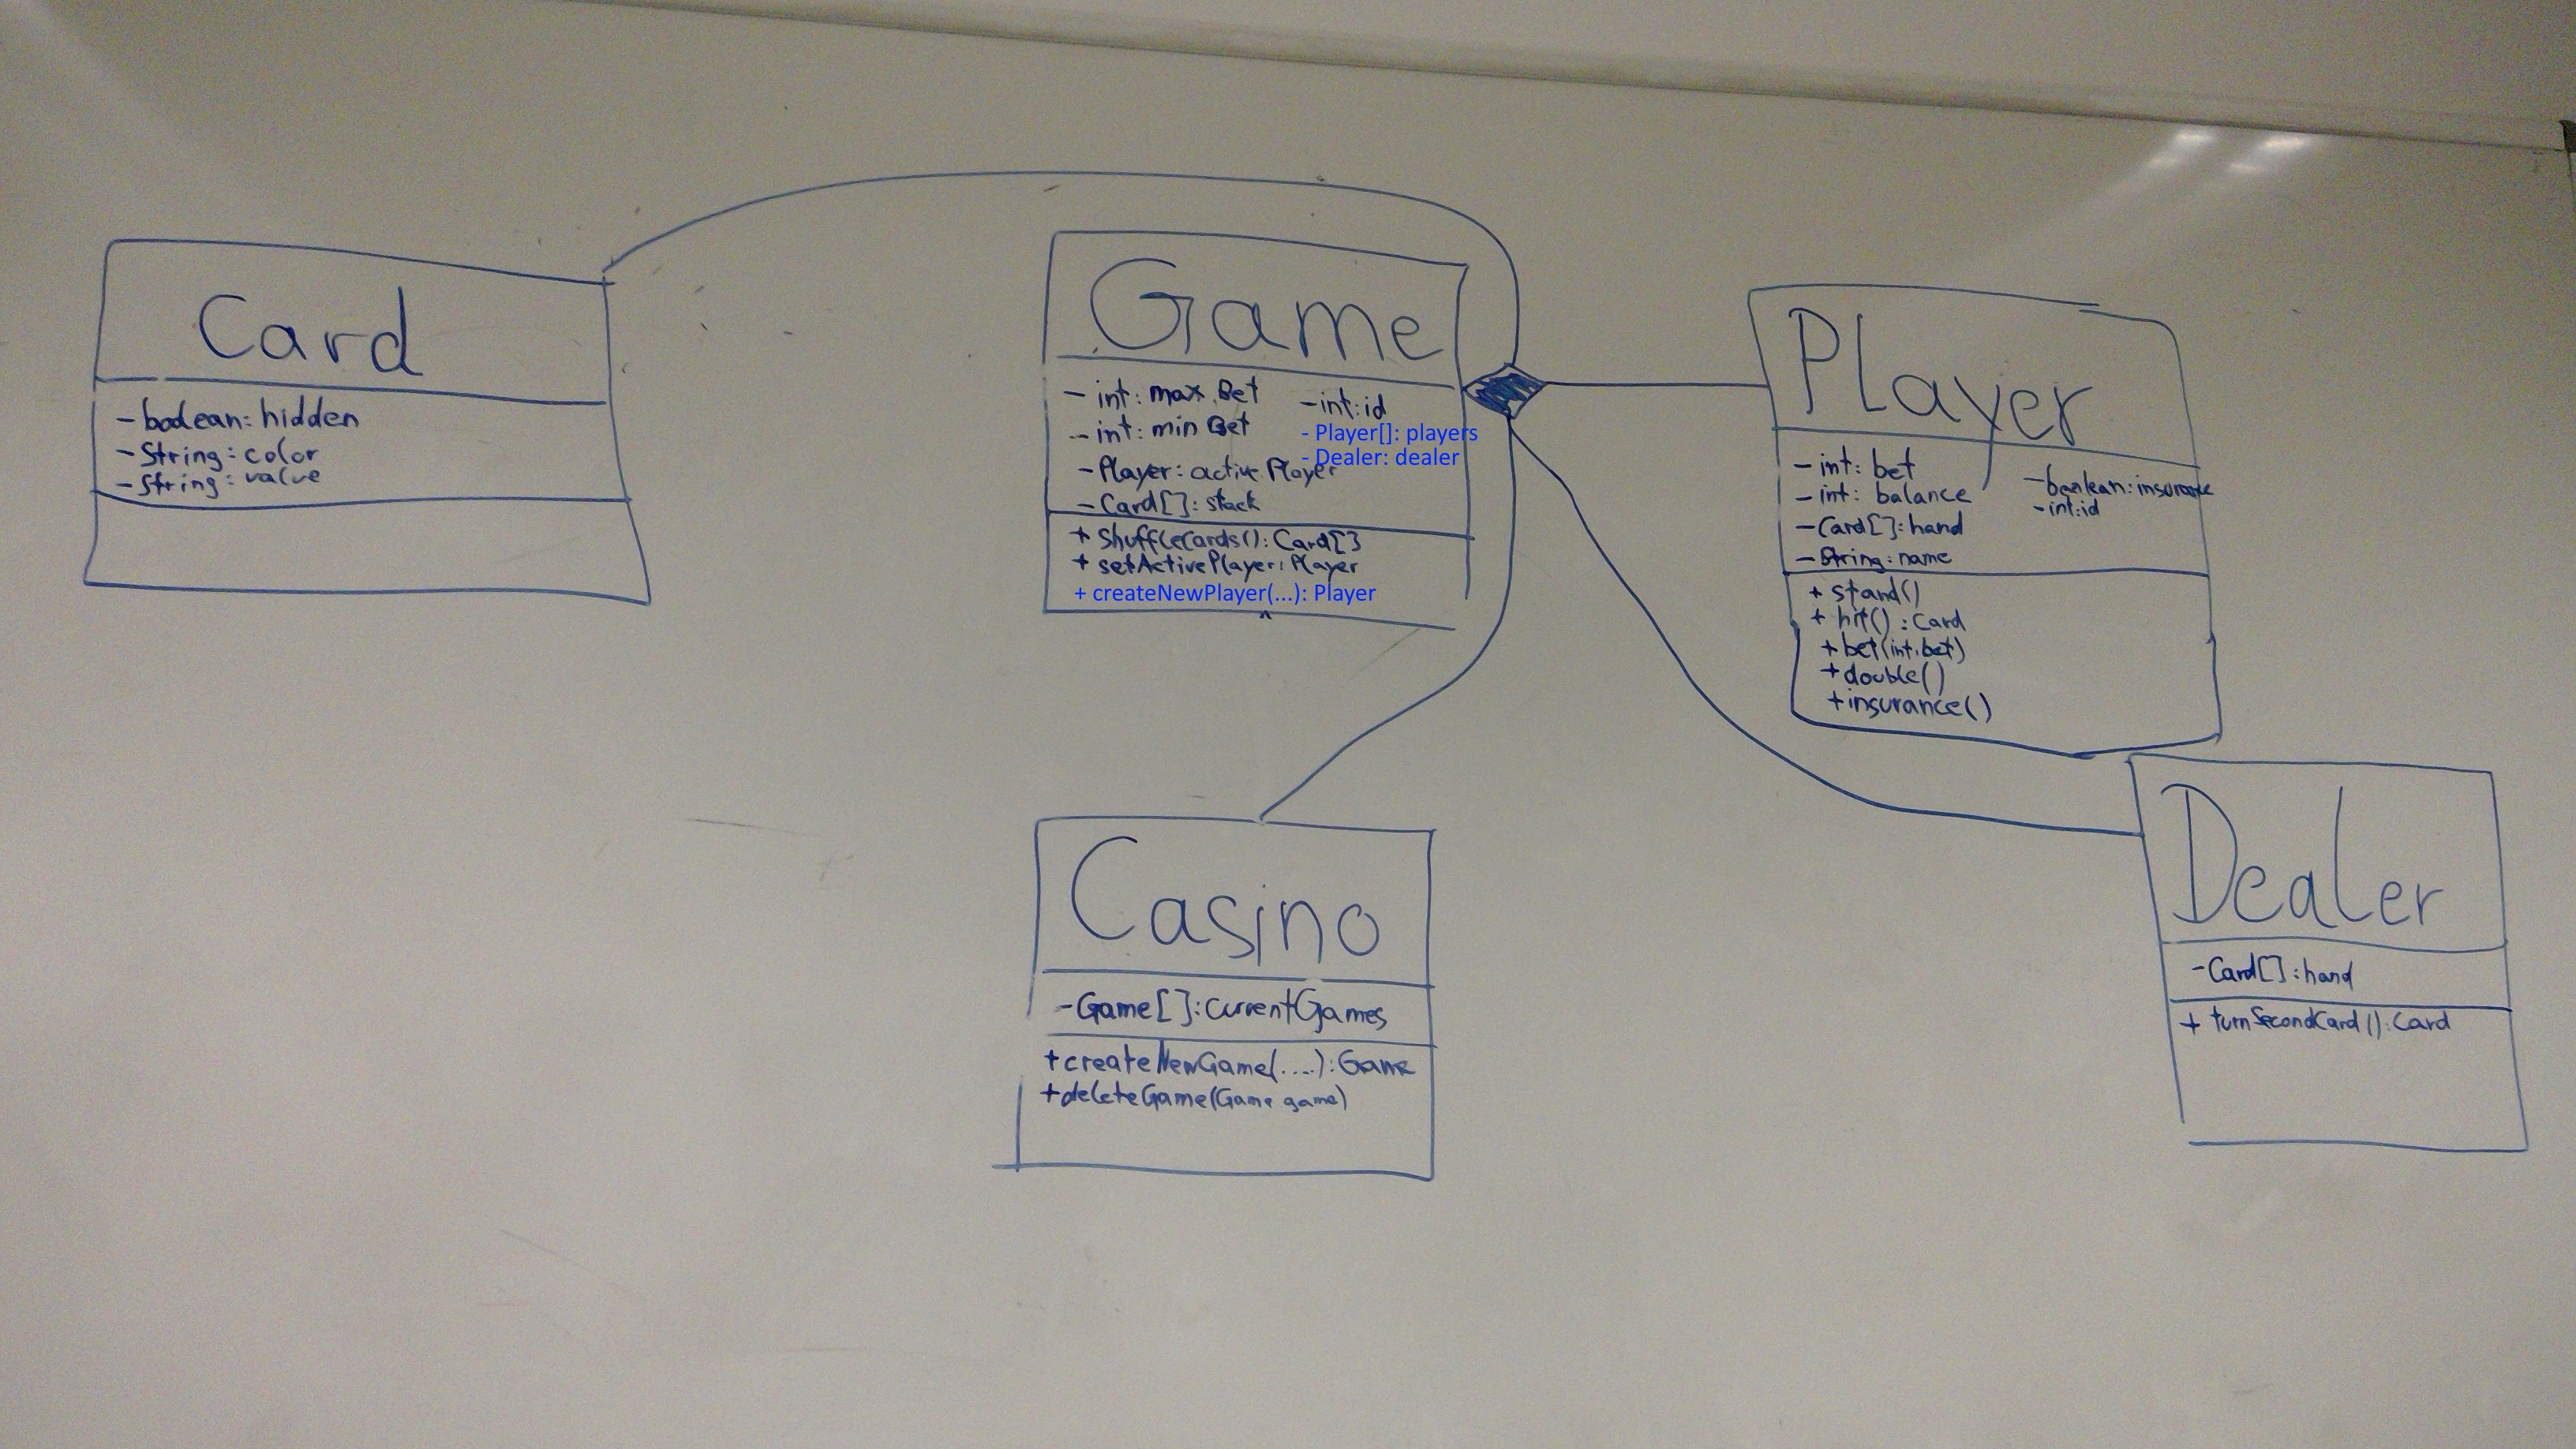 Card
- boolean: hidden
- String: color
- String: value
Game
- int: max Bet
- int: min Bet
- Player: active Player
- Card[]: stack
- int: id
- Player[]: players
- Dealer: dealer
+ ShuffleCards(): Card[]
+ setActivePlayer: Player
+ createNewPlayer(...): Player
Player
- int: bet
- int: balance
- Card[]: hand
- String: name
- boolean: insurance
- int: id
+ stand()
+ hit(): Card
+ bet(int: bet)
+ double()
+ insurance()
Casino
- Game[]: currentGames
+ createNewGame(....): Game
+ deleteGame(Game game)
Dealer
- Card[]: hand
+ turnSecondCard(): Card